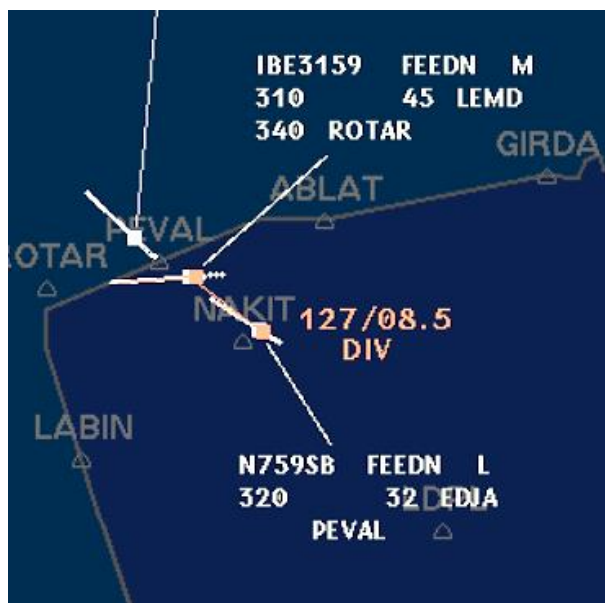 IBE3159 FEEDN M
310 45 LEMD
340 ROTAR
GIRDA
ABLAT
PEVAL
ROTAR
NAKIT
127/08.5
DIV
LABIN
N759SB FEEDN L
320 32 EDJA
PEVAL